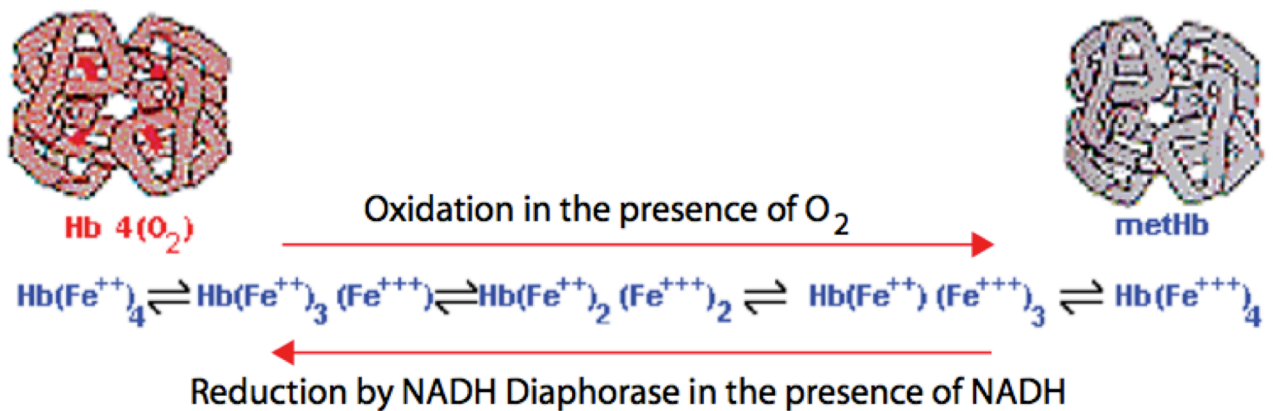 Hb 4(O₂)
Oxidation in the presence of O₂
metHb
Hb(Fe⁺⁺)₄ ⇌ Hb(Fe⁺⁺)₃ (Fe⁺⁺⁺) ⇌ Hb(Fe⁺⁺)₂ (Fe⁺⁺⁺)₂ ⇌ Hb(Fe⁺⁺) (Fe⁺⁺⁺)₃ ⇌ Hb(Fe⁺⁺⁺)₄
Reduction by NADH Diaphorase in the presence of NADH